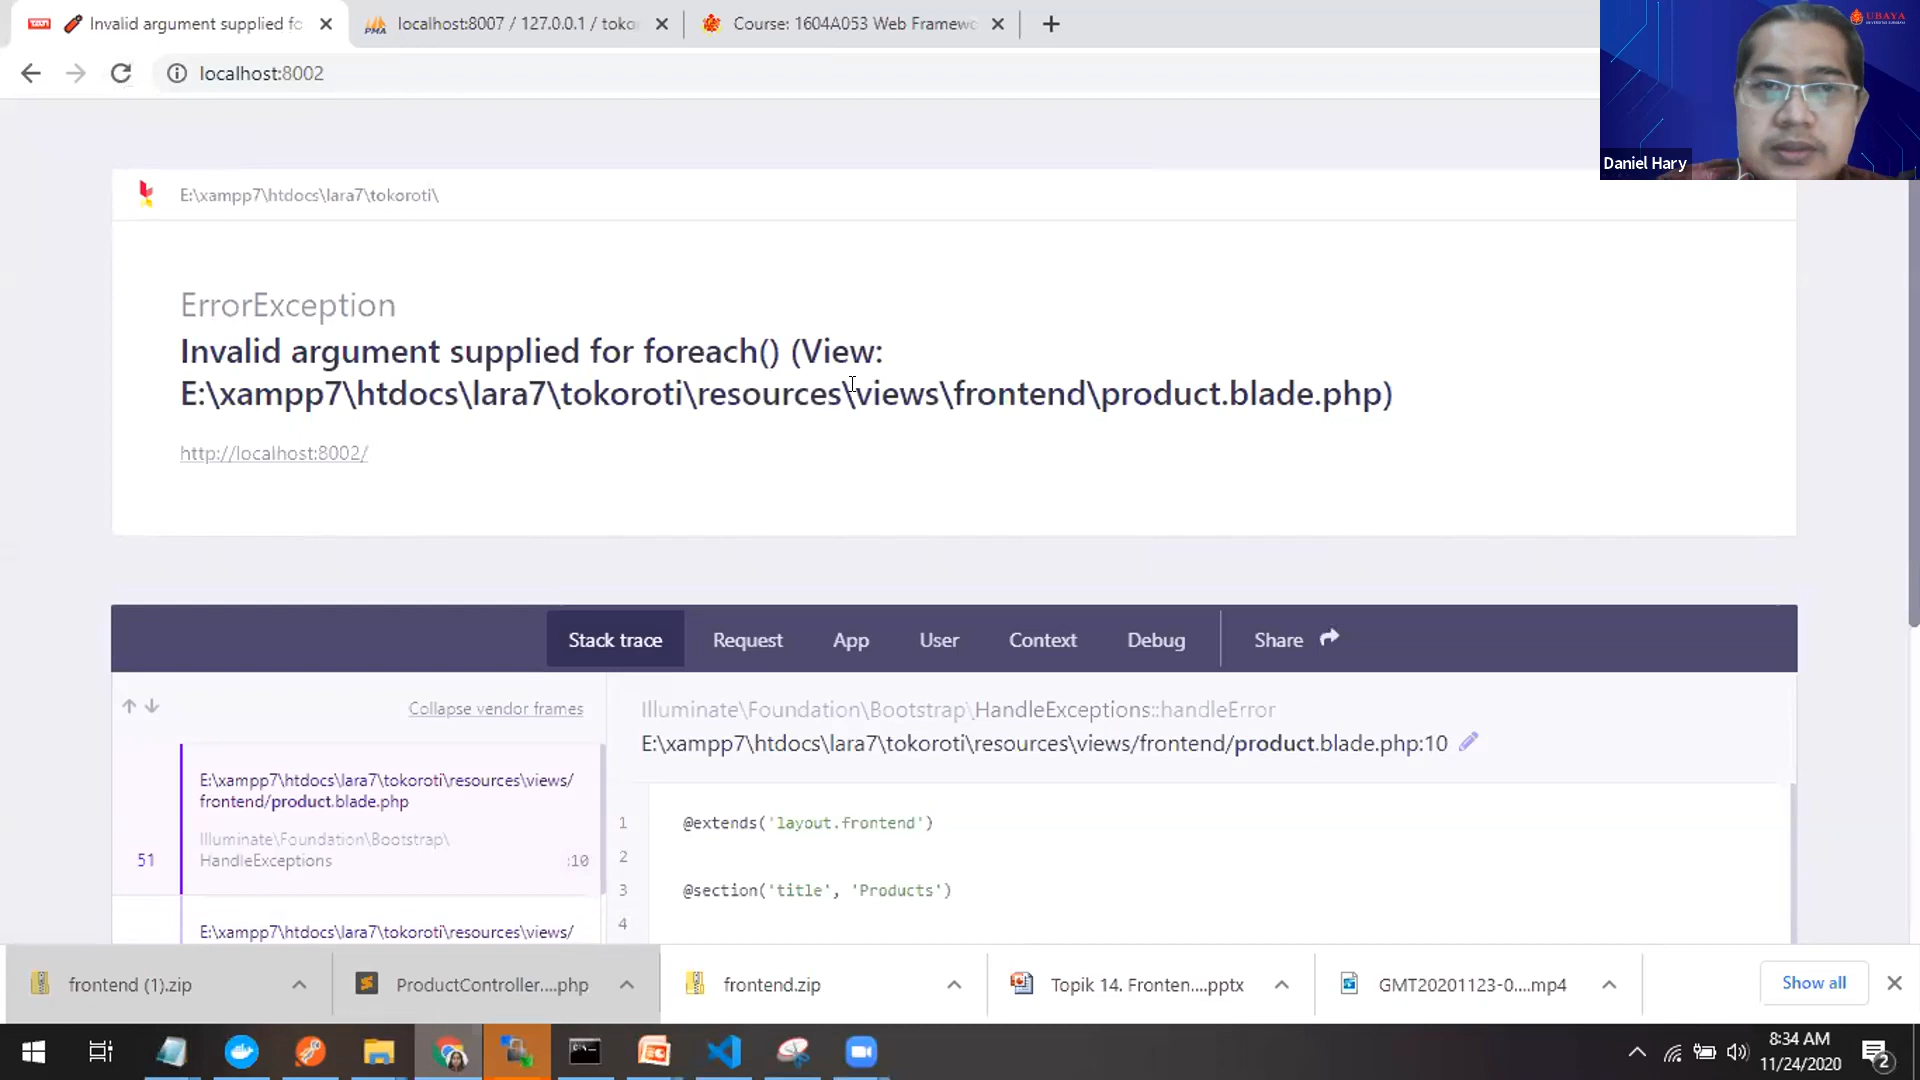 Invalid argument supplied fo
localhost:8007 / 127.0.0.1 / toko
Course: 1604A053 Web Framewo
localhost:8002
UBAYA
Daniel Hary
E:\xampp7\htdocs\lara7\tokoroti\
ErrorException
Invalid argument supplied for foreach() (View:
E:\xampp7\htdocs\lara7\tokoroti\resources\views\frontend\product.blade.php)
http://localhost:8002/
Stack trace
Request
App
User
Context
Debug
Share
Collapse vendor frames
Illuminate\Foundation\Bootstrap\HandleExceptions::handleError
E:\xampp7\htdocs\lara7\tokoroti\resources\views/frontend/product.blade.php:10
E:\xampp7\htdocs\lara7\tokoroti\resources\views/
frontend/product.blade.php
Illuminate\Foundation\Bootstrap\
51 HandleExceptions :10
E:\xampp7\htdocs\lara7\tokoroti\resources\views/
1 @extends('layout.frontend')
2
3 @section('title', 'Products')
4
frontend (1).zip
ProductController....php
frontend.zip
Topik 14. Fronten....pptx
GMT20201123-0....mp4
Show all
8:34 AM
11/24/2020
2